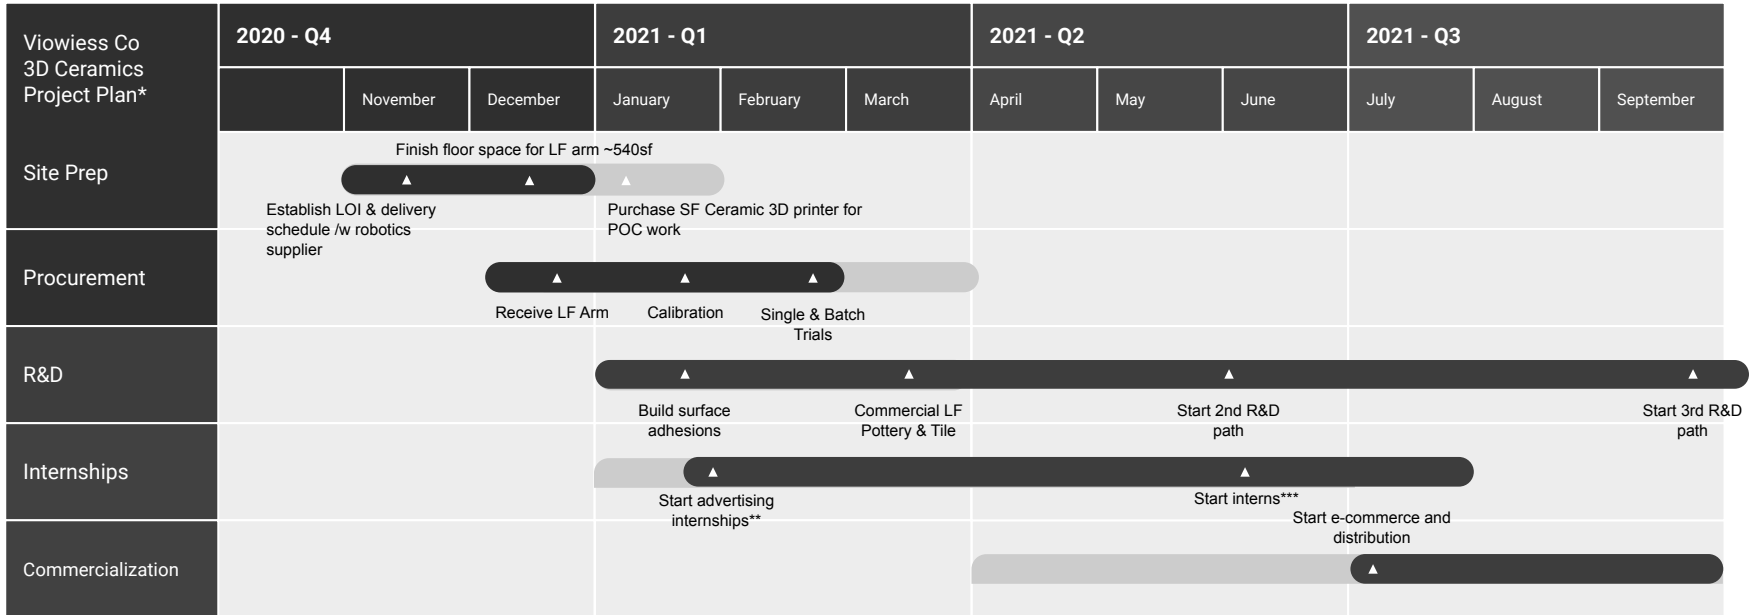 Viowiess Co
3D Ceramics
Project Plan*
2020 - Q4
2021 - Q1
2021 - Q2
2021 - Q3
November
December
January
February
March
April
May
June
July
August
September
Site Prep
Finish floor space for LF arm ~540sf
Establish LOI & delivery
schedule /w robotics
supplier
Purchase SF Ceramic 3D printer for
POC work
Procurement
Receive LF Arm
Calibration
Single & Batch
Trials
R&D
Build surface
adhesions
Commercial LF
Pottery & Tile
Start 2nd R&D
path
Start 3rd R&D
path
Internships
Start advertising
internships**
Start interns***
Commercialization
Start e-commerce and
distribution